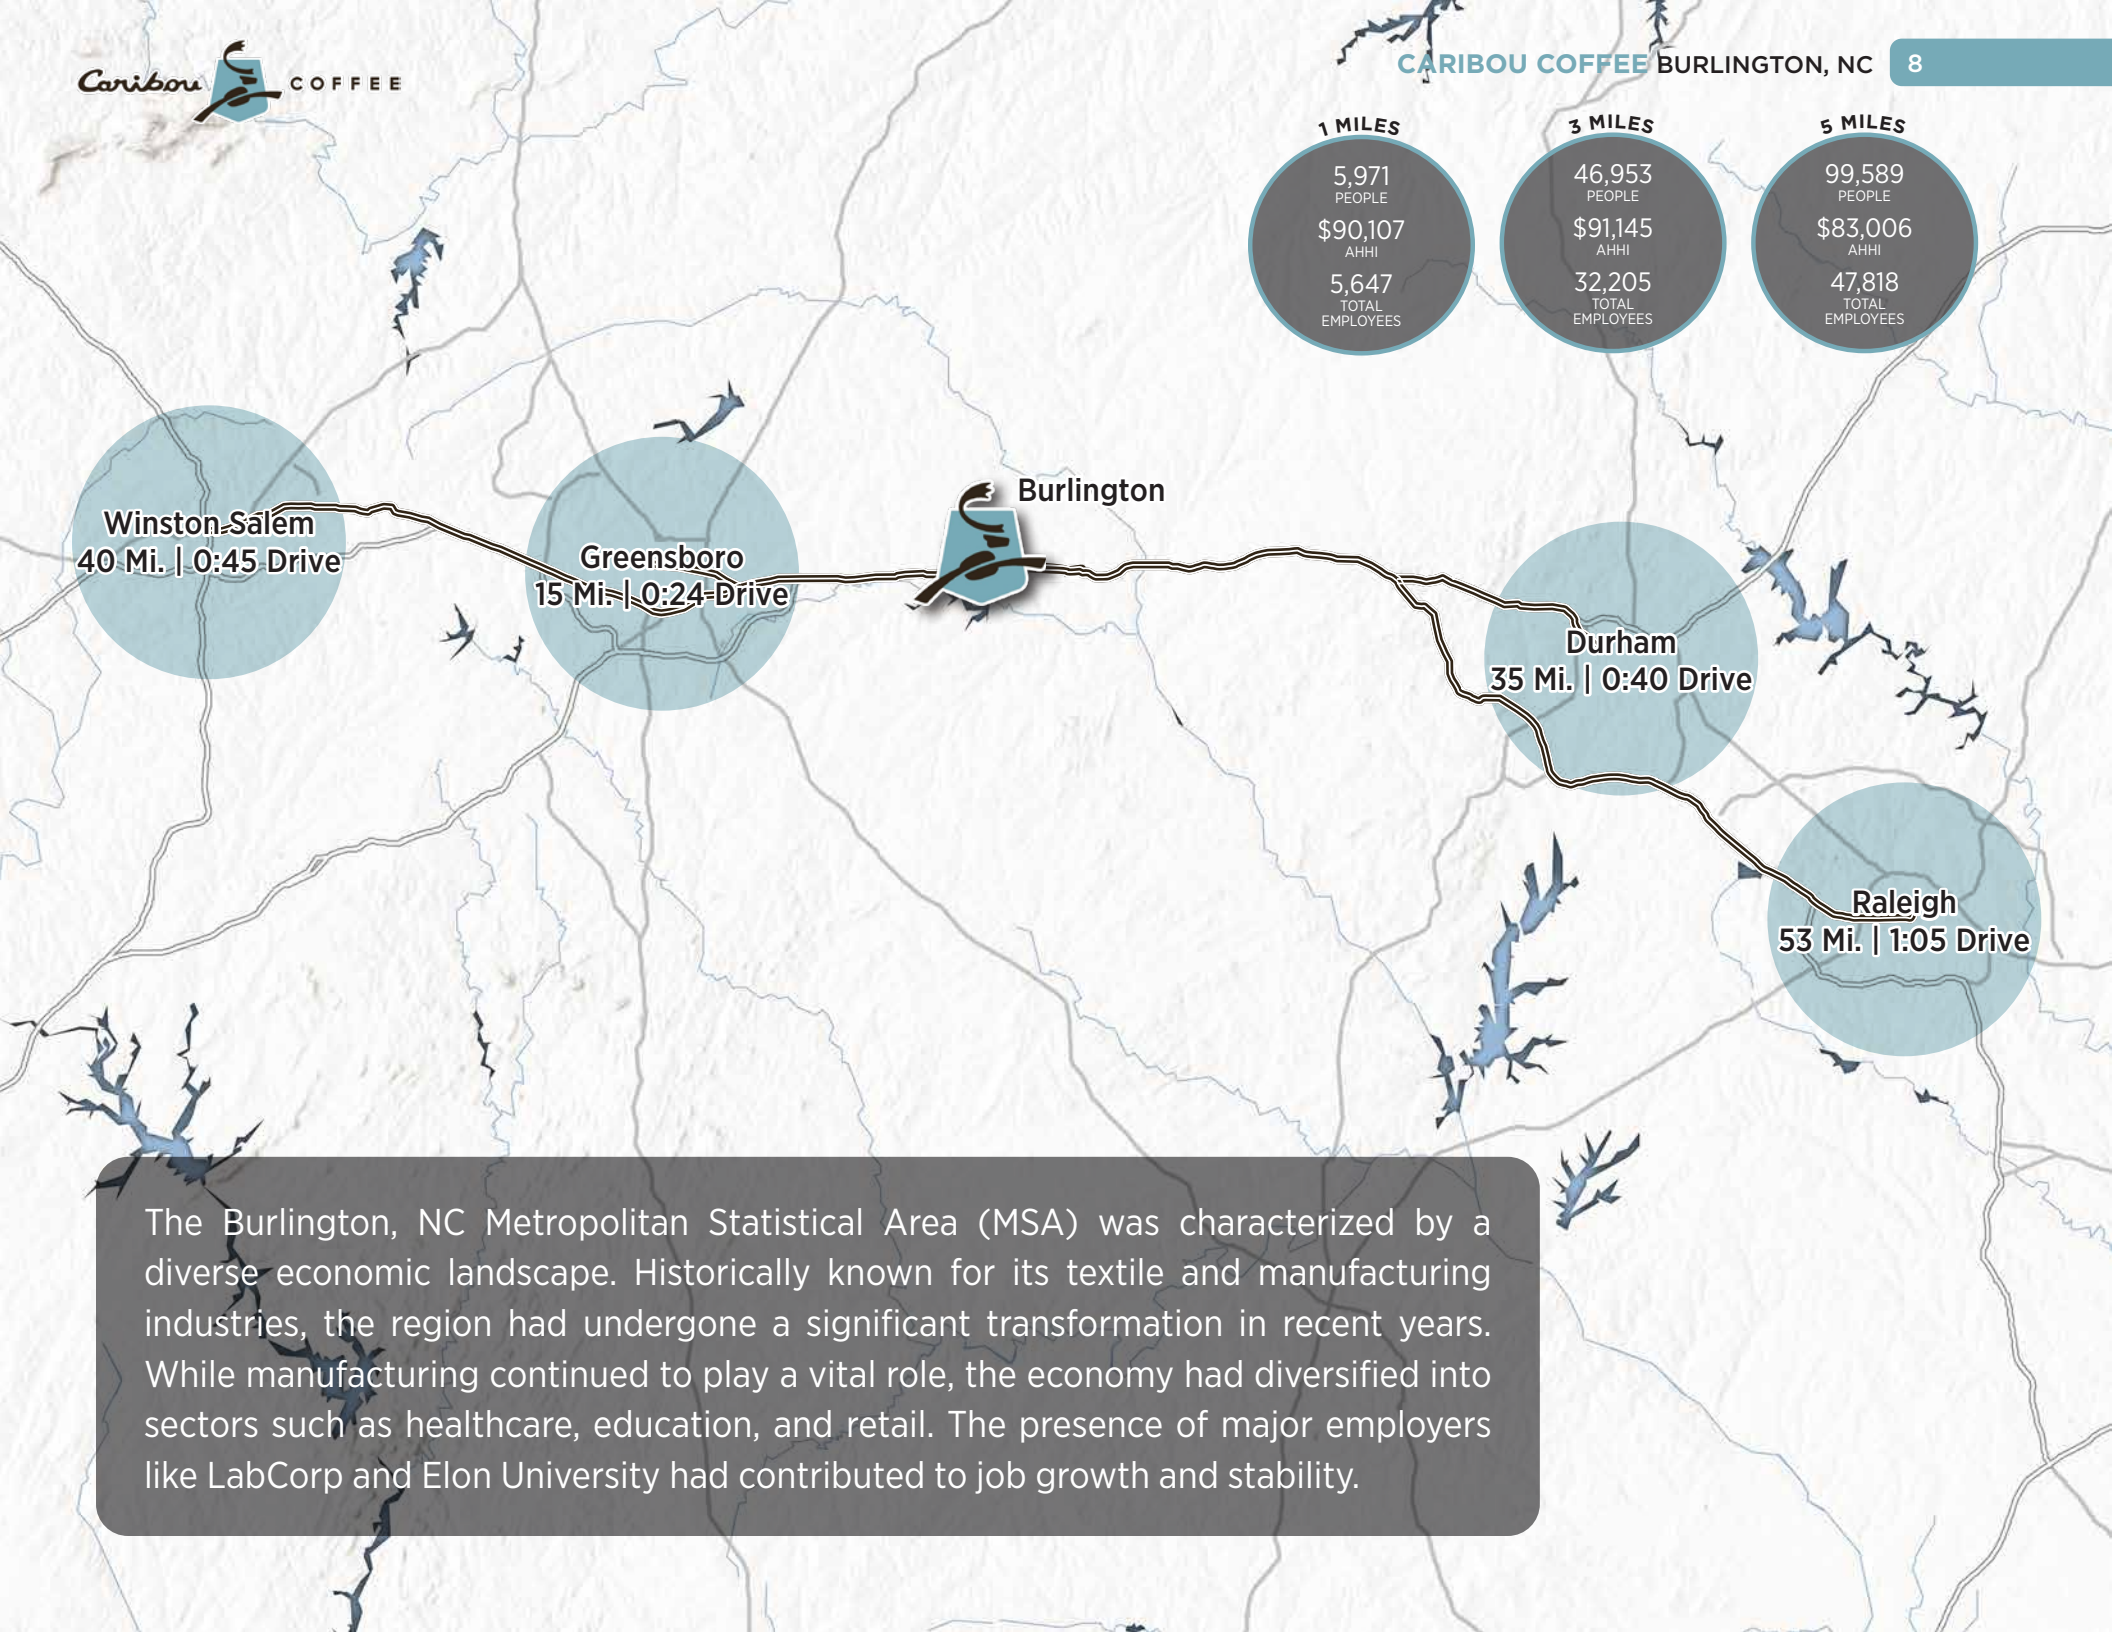 Caribou COFFEE
CARIBOU COFFEE BURLINGTON, NC 8
1 MILES
5,971
PEOPLE
$90,107
AHHI
5,647
TOTAL
EMPLOYEES
3 MILES
46,953
PEOPLE
$91,145
AHHI
32,205
TOTAL
EMPLOYEES
5 MILES
99,589
PEOPLE
$83,006
AHHI
47,818
TOTAL
EMPLOYEES
Winston Salem
40 Mi. | 0:45 Drive
Greensboro
15 Mi. | 0:24 Drive
Burlington
Durham
35 Mi. | 0:40 Drive
Raleigh
53 Mi. | 1:05 Drive
The Burlington, NC Metropolitan Statistical Area (MSA) was characterized by a
diverse economic landscape. Historically known for its textile and manufacturing
industries, the region had undergone a significant transformation in recent years.
While manufacturing continued to play a vital role, the economy had diversified into
sectors such as healthcare, education, and retail. The presence of major employers
like LabCorp and Elon University had contributed to job growth and stability.